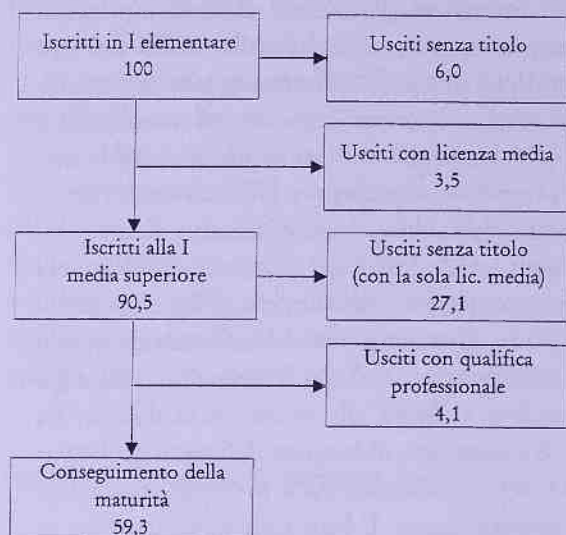 Iscritti in I elementare
100
Usciti senza titolo
6,0
Usciti con licenza media
3,5
Iscritti alla I
media superiore
90,5
Usciti senza titolo
(con la sola lic. media)
27,1
Usciti con qualifica
professionale
4,1
Conseguimento della
maturità
59,3